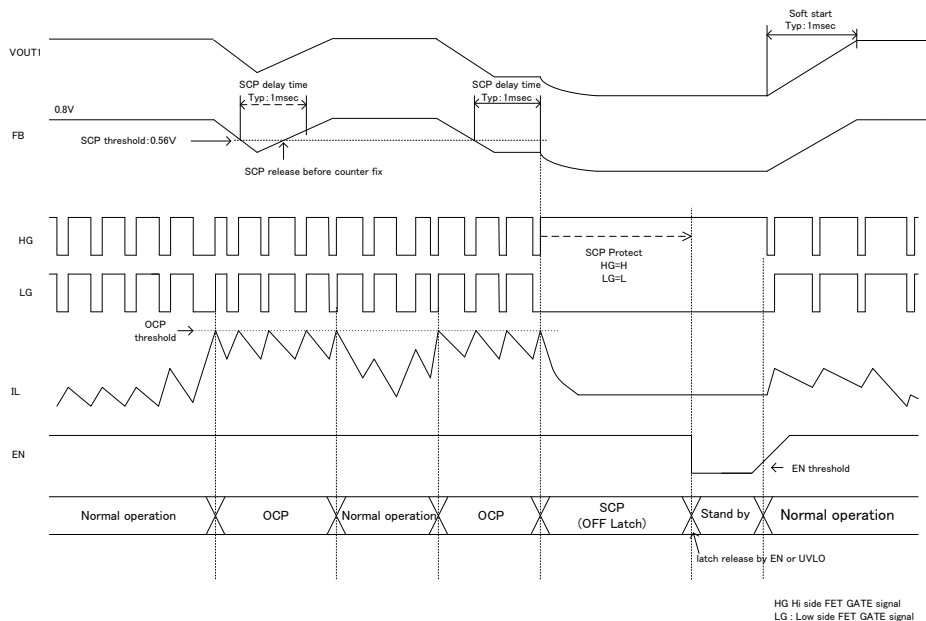 Soft start
Typ: 1msec
VOUT1
SCP delay time
Typ: 1msec
SCP delay time
Typ: 1msec
0.8V
FB
SCP threshold:0.56V
SCP release before counter fix
HG
SCP Protect
HG=H
LG=L
LG
OCP
threshold
IL
EN
EN threshold
Normal operation
OCP
Normal operation
OCP
SCP
(OFF Latch)
Stand by
Normal operation
latch release by EN or UVLO
HG Hi side FET GATE signal
LG : Low side FET GATE signal